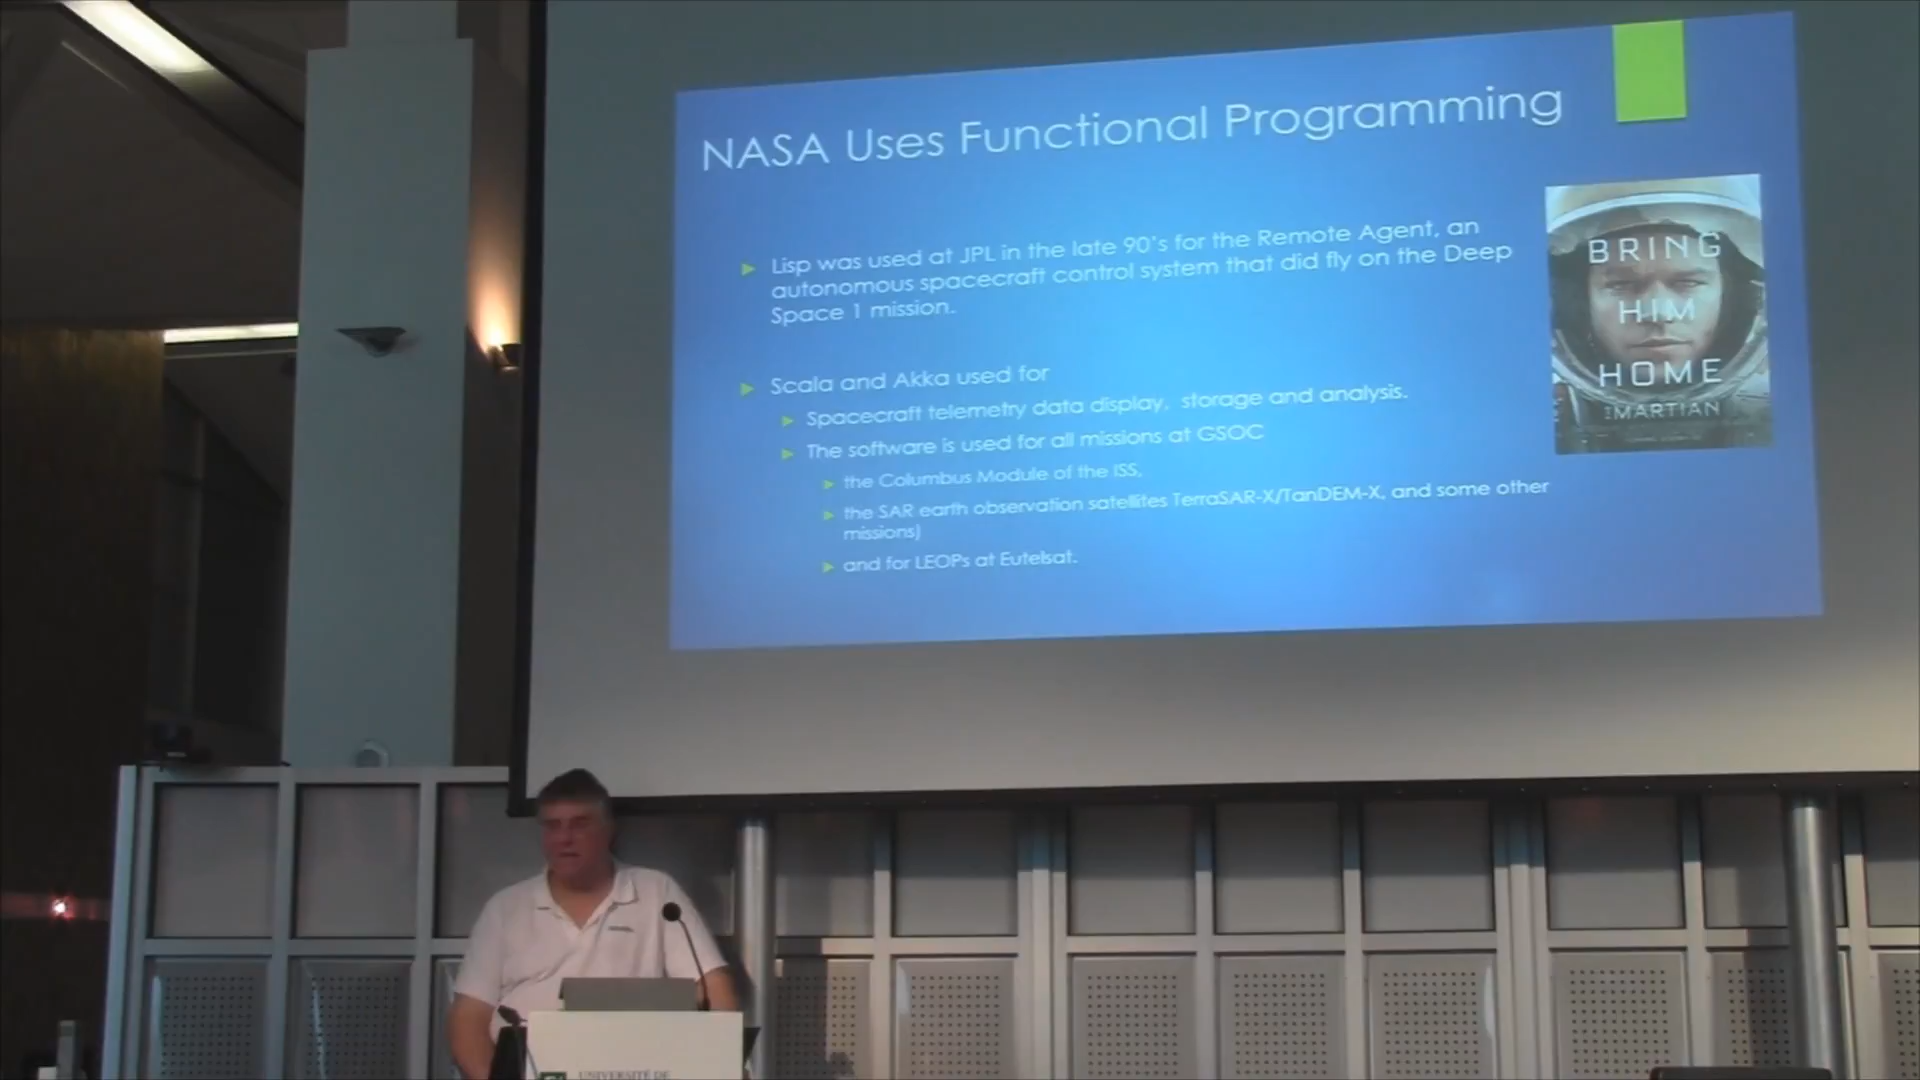 NASA Uses Functional Programming
Lisp was used at JPL in the late 90's for the Remote Agent, an
autonomous spacecraft control system that did fly on the Deep
Space 1 mission.
Scala and Akka used for
Spacecraft telemetry data display, storage and analysis.
The software is used for all missions at GSOC
the Columbus Module of the ISS,
the SAR earth observation satellites TerraSAR-X/TanDEM-X, and some other
missions)
and for LEOPs at Eutelsat.
BRING
HIM
HOME
THE MARTIAN
UNIVERSITÉ DE